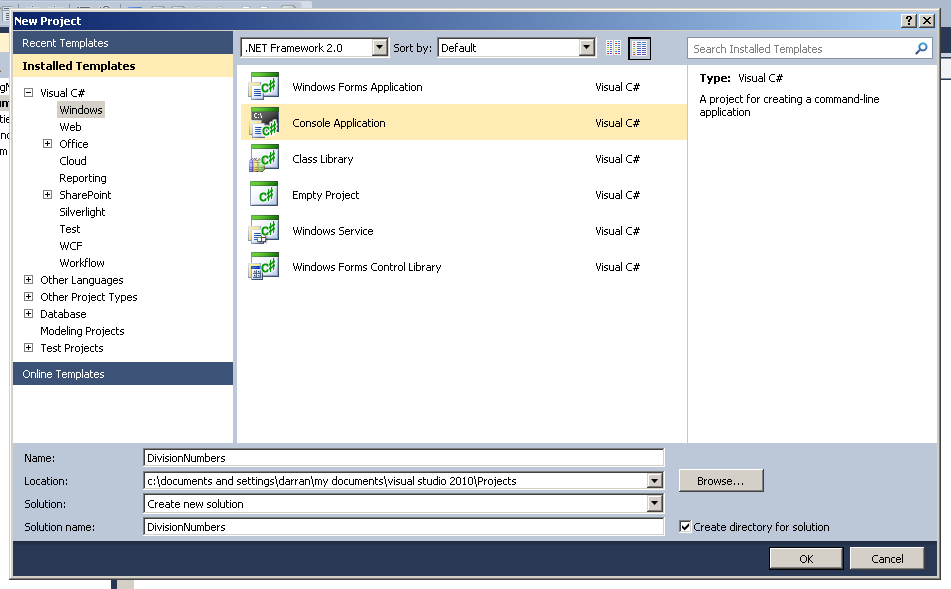 New Project
Recent Templates
.NET Framework 2.0 Sort by: Default
Search Installed Templates
Installed Templates
Visual C#
Windows
Web
Office
Cloud
Reporting
SharePoint
Silverlight
Test
WCF
Workflow
Other Languages
Other Project Types
Database
Modeling Projects
Test Projects
Online Templates
Windows Forms Application Visual C#
Console Application Visual C#
Class Library Visual C#
Empty Project Visual C#
Windows Service Visual C#
Windows Forms Control Library Visual C#
Type: Visual C#
A project for creating a command-line
application
Name: DivisionNumbers
Location: c:\documents and settings\darran\my documents\visual studio 2010\Projects Browse...
Solution: Create new solution
Solution name: DivisionNumbers Create directory for solution
OK Cancel